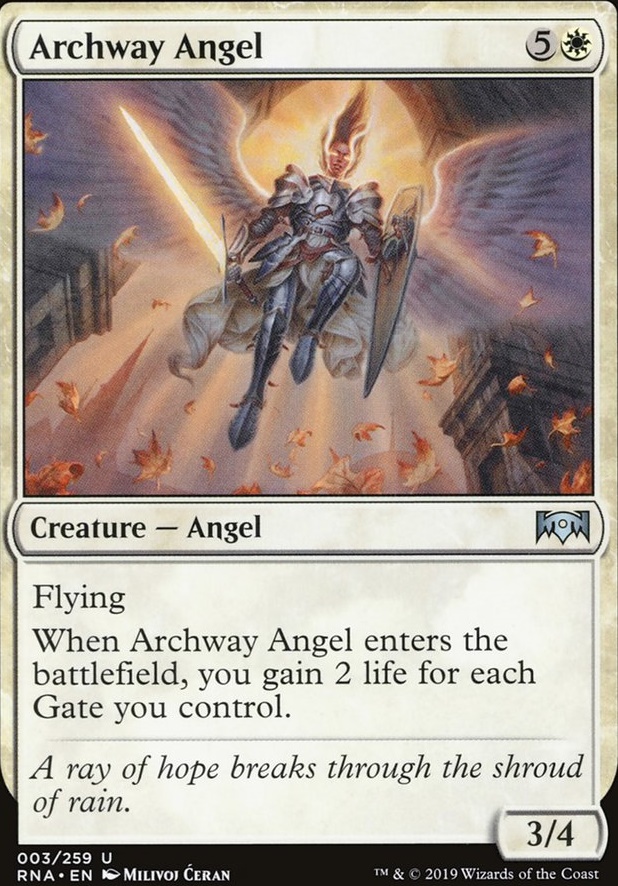 Archway Angel 5
Creature — Angel
Flying
When Archway Angel enters the
battlefield, you gain 2 life for each
Gate you control.
A ray of hope breaks through the shroud
of rain.
3/4
003/259 U
RNA • EN Milivoj Ćeran
™ & © 2019 Wizards of the Coast